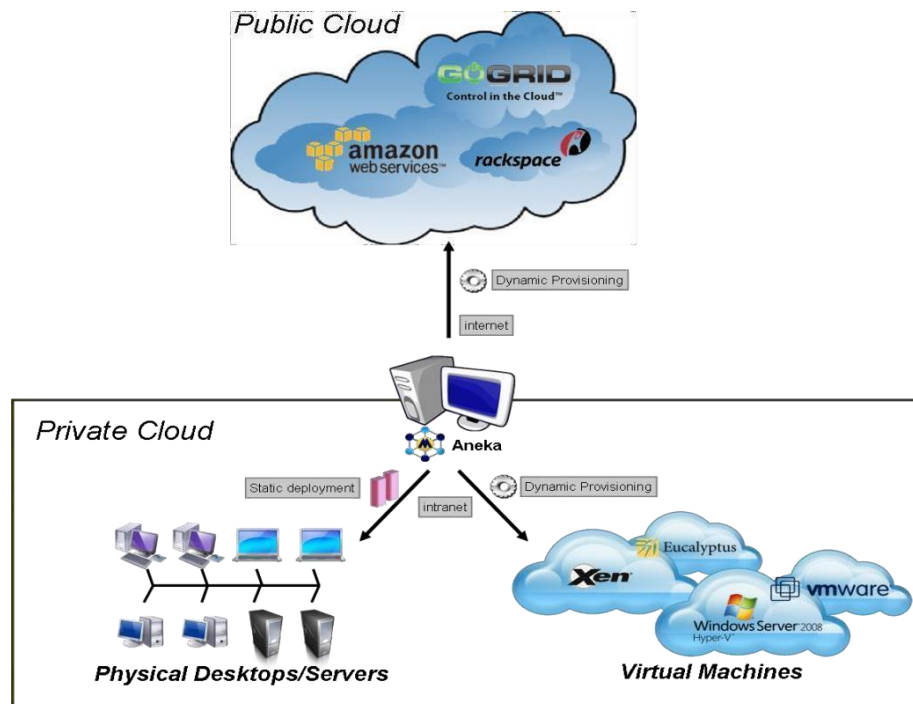 Public Cloud
GOGRID
Control in the Cloud™
amazon
webservices™
rackspace
Dynamic Provisioning
internet
Private Cloud
Aneka
Static deployment
Dynamic Provisioning
intranet
Eucalyptus
Xen
vmware
Windows Server 2008
Hyper-V
Physical Desktops/Servers
Virtual Machines